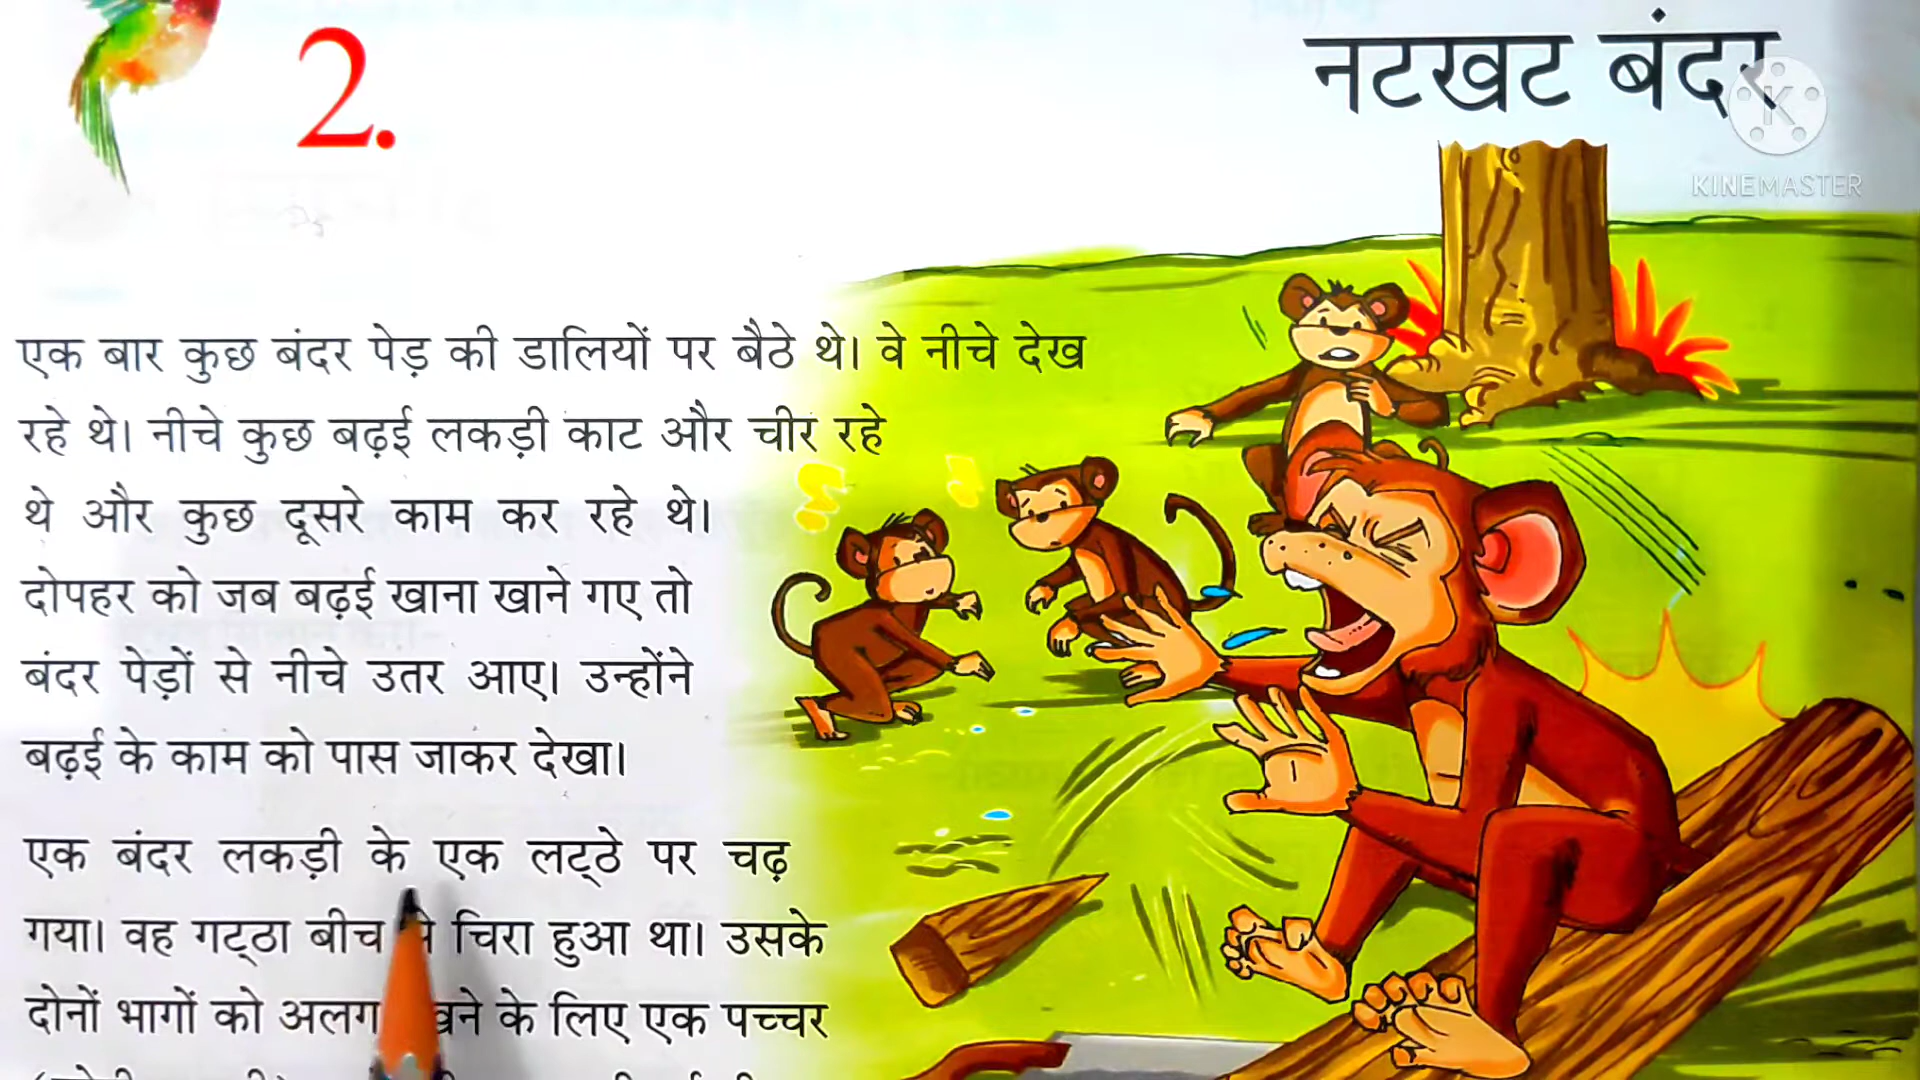 2.
नटखट बंदर
KINEMASTER
एक बार कुछ बंदर पेड़ की डालियों पर बैठे थे। वे नीचे देख
रहे थे। नीचे कुछ बढ़ई लकड़ी काट और चीर रहे
थे और कुछ दूसरे काम कर रहे थे।
दोपहर को जब बढ़ई खाना खाने गए तो
बंदर पेड़ों से नीचे उतर आए। उन्होंने
बढ़ई के काम को पास जाकर देखा।
एक बंदर लकड़ी के एक लट्ठे पर चढ़
गया। वह गट्ठा बीच से चिरा हुआ था। उसके
दोनों भागों को अलग के लिए एक पच्चर